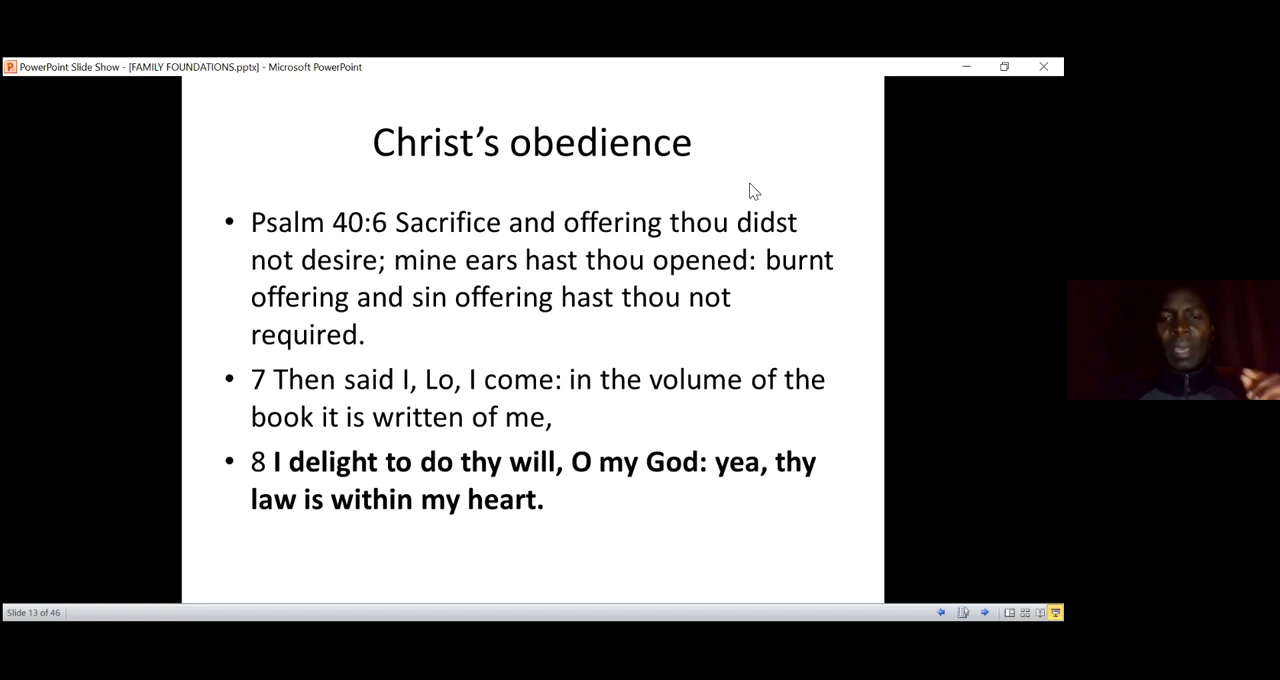 PowerPoint Slide Show - [FAMILY FOUNDATIONS.pptx] - Microsoft PowerPoint
Christ’s obedience
• Psalm 40:6 Sacrifice and offering thou didst
not desire; mine ears hast thou opened: burnt
offering and sin offering hast thou not
required.
• 7 Then said I, Lo, I come: in the volume of the
book it is written of me,
• 8 I delight to do thy will, O my God: yea, thy
law is within my heart.
Slide 13 of 46